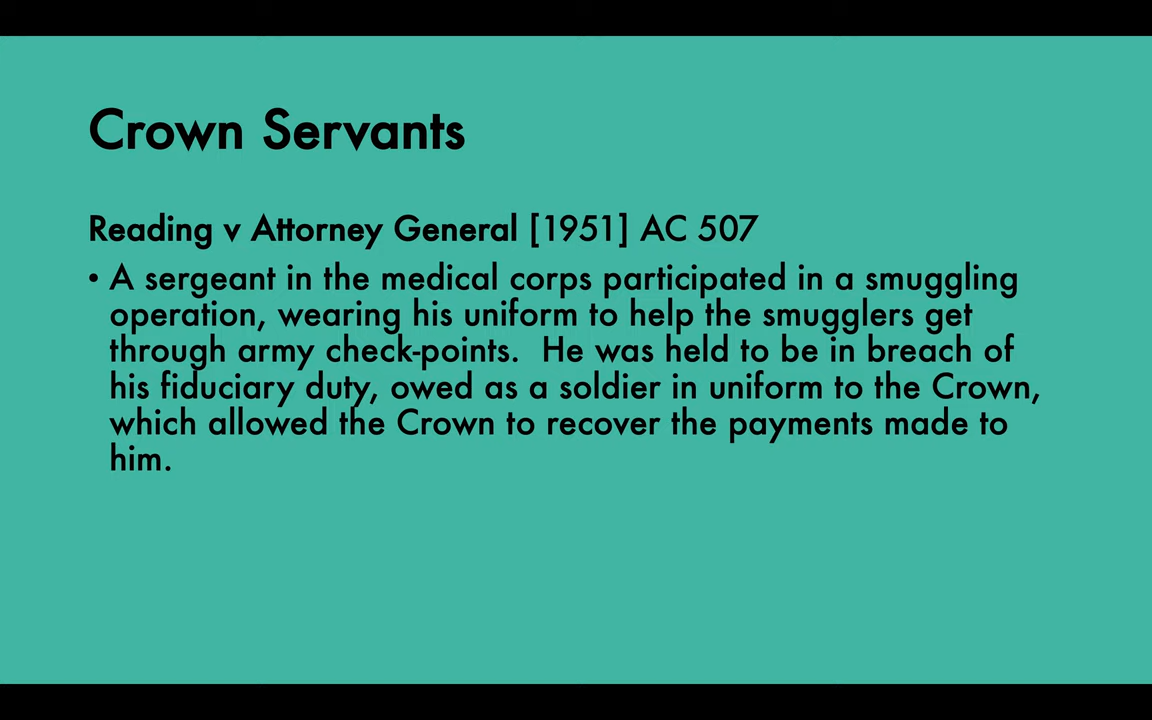 Crown Servants
Reading v Attorney General [1951] AC 507
• A sergeant in the medical corps participated in a smuggling
operation, wearing his uniform to help the smugglers get
through army check-points.  He was held to be in breach of
his fiduciary duty, owed as a soldier in uniform to the Crown,
which allowed the Crown to recover the payments made to
him.